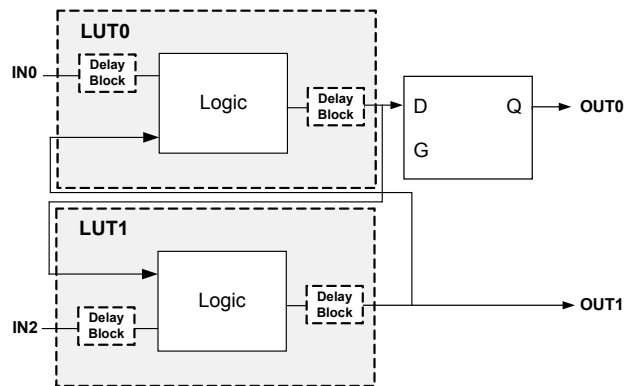 LUT0
IN0
Delay
Block
Logic
Delay
Block
D
Q
G
OUT0
LUT1
Logic
IN2
Delay
Block
Delay
Block
OUT1